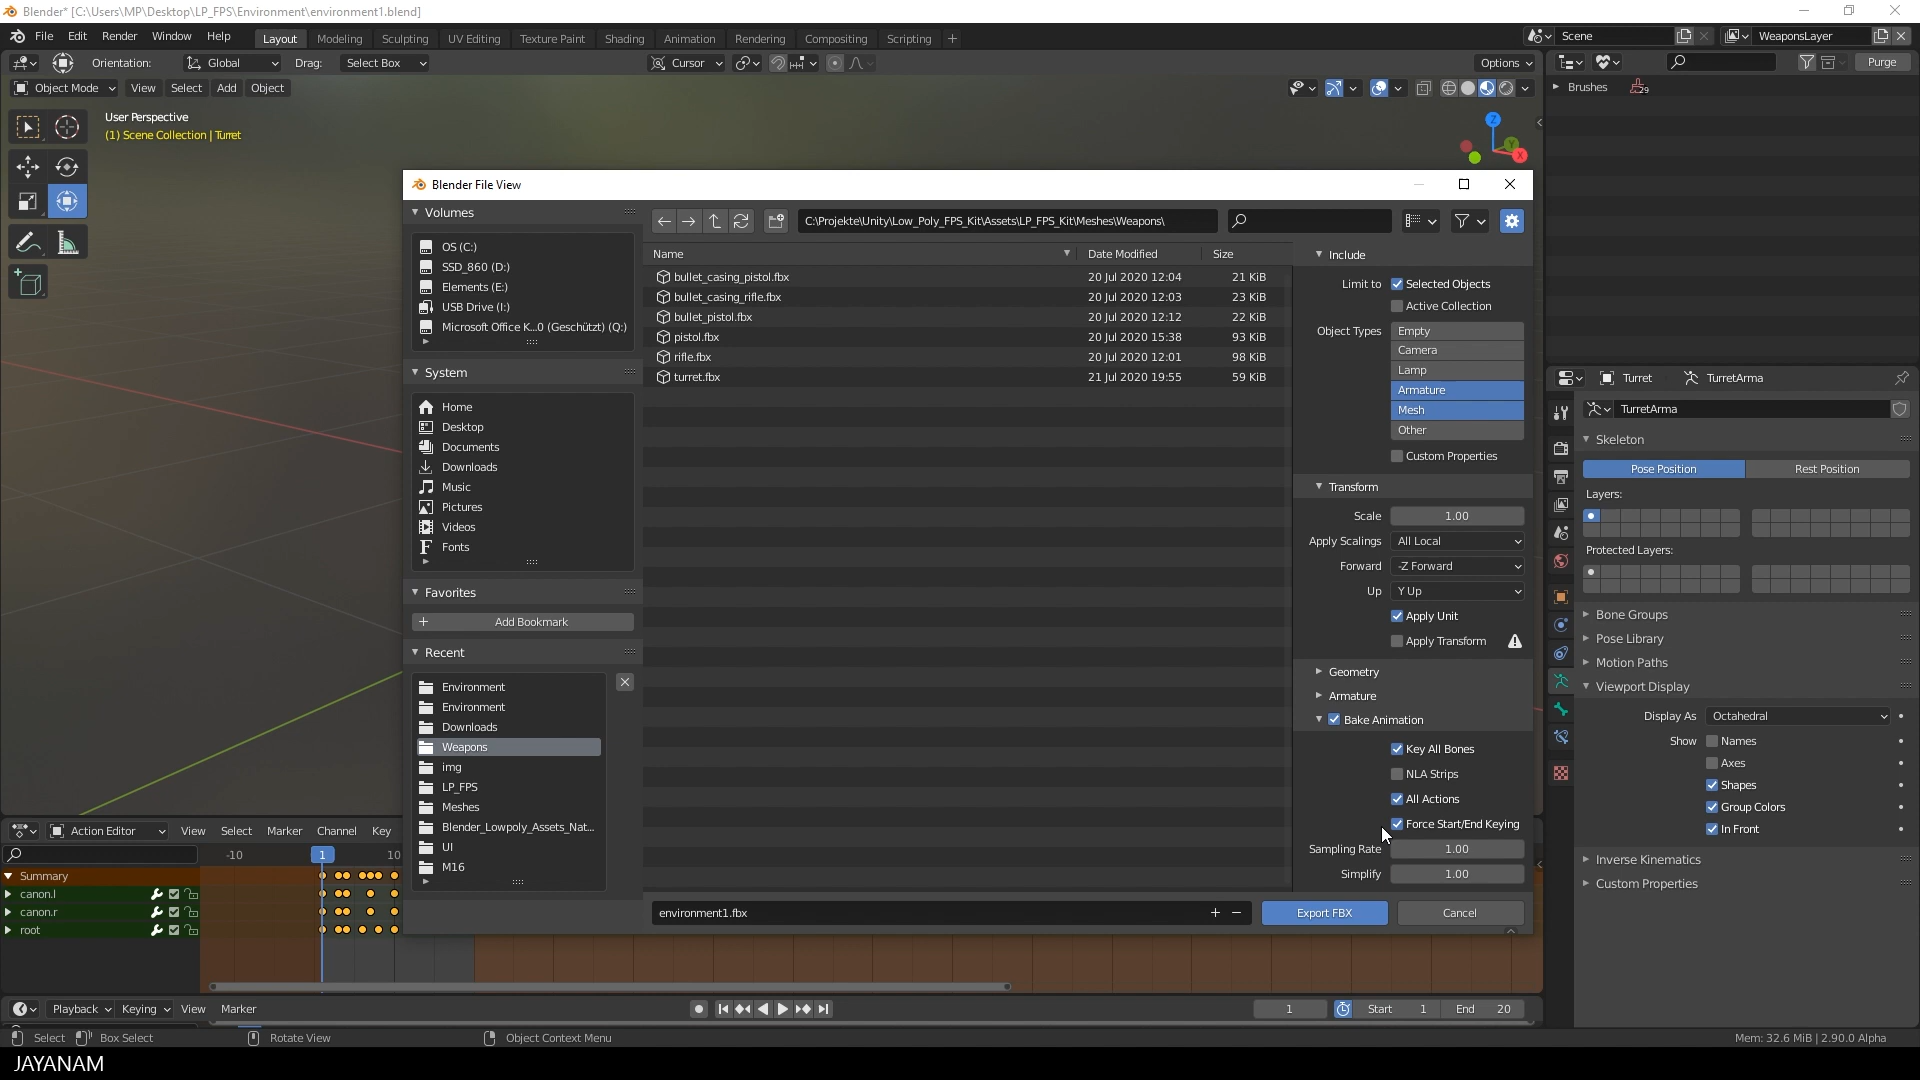 Blender* [C:\Users\MP\Desktop\LP_FPS\Environment\environment1.blend]
File Edit Render Window Help Layout Modeling Sculpting UV Editing Texture Paint Shading Animation Rendering Compositing Scripting + Scene WeaponsLayer
Orientation: Global Drag: Select Box Cursor Options Purge
Object Mode View Select Add Object Brushes 29
User Perspective
(1) Scene Collection | Turret
Z
Y
X
Blender File View
Volumes
OS (C:)
SSD_860 (D:)
Elements (E:)
USB Drive (I:)
Microsoft Office K...0 (Geschützt) (Q:)
System
Home
Desktop
Documents
Downloads
Music
Pictures
Videos
Fonts
Favorites
Add Bookmark
Recent
Environment
Environment
Downloads
Weapons
img
LP_FPS
Meshes
Blender_Lowpoly_Assets_Nat...
UI
M16
C:\Projekte\Unity\Low_Poly_FPS_Kit\Assets\LP_FPS_Kit\Meshes\Weapons\
Name Date Modified Size
bullet_casing_pistol.fbx 20 Jul 2020 12:04 21 KiB
bullet_casing_rifle.fbx 20 Jul 2020 12:03 23 KiB
bullet_pistol.fbx 20 Jul 2020 12:12 22 KiB
pistol.fbx 20 Jul 2020 15:38 93 KiB
rifle.fbx 20 Jul 2020 12:01 98 KiB
turret.fbx 21 Jul 2020 19:55 59 KiB
environment1.fbx
Include
Limit to Selected Objects
Active Collection
Object Types Empty
Camera
Lamp
Armature
Mesh
Other
Custom Properties
Transform
Scale 1.00
Apply Scalings All Local
Forward -Z Forward
Up Y Up
Apply Unit
Apply Transform
Geometry
Armature
Bake Animation
Key All Bones
NLA Strips
All Actions
Force Start/End Keying
Sampling Rate 1.00
Simplify 1.00
Export FBX Cancel
Turret TurretArma
TurretArma
Skeleton
Pose Position Rest Position
Layers:
Protected Layers:
Bone Groups
Pose Library
Motion Paths
Viewport Display
Display As Octahedral
Show Names
Axes
Shapes
Group Colors
In Front
Inverse Kinematics
Custom Properties
Action Editor View Select Marker Channel Key
-10 1 10
Summary
canon.l
canon.r
root
Playback Keying View Marker 1 Start 1 End 20
Select Box Select Rotate View Object Context Menu Mem: 32.6 MiB | 2.90.0 Alpha
JAYANAM